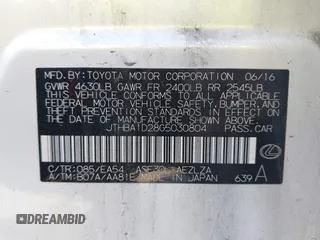 MFD. BY: TOYOTA MOTOR CORPORATION 06/16
GVWR 4630LB GAWR FR 2400LB RR 2545LB
THIS VEHICLE CONFORMS TO ALL APPLICABLE
FEDERAL MOTOR VEHICLE SAFETY, BUMPER, AND
THEFT PREVENTION STANDARDS IN EFFECT ON
THE DATE OF MANUFACTURE SHOWN ABOVE.
JTHBA1D28G5030804 PASS.CAR
C/TR: 085/EA54 AEZLZA
A/TM: B07A/AA81E MADE IN JAPAN 639 A